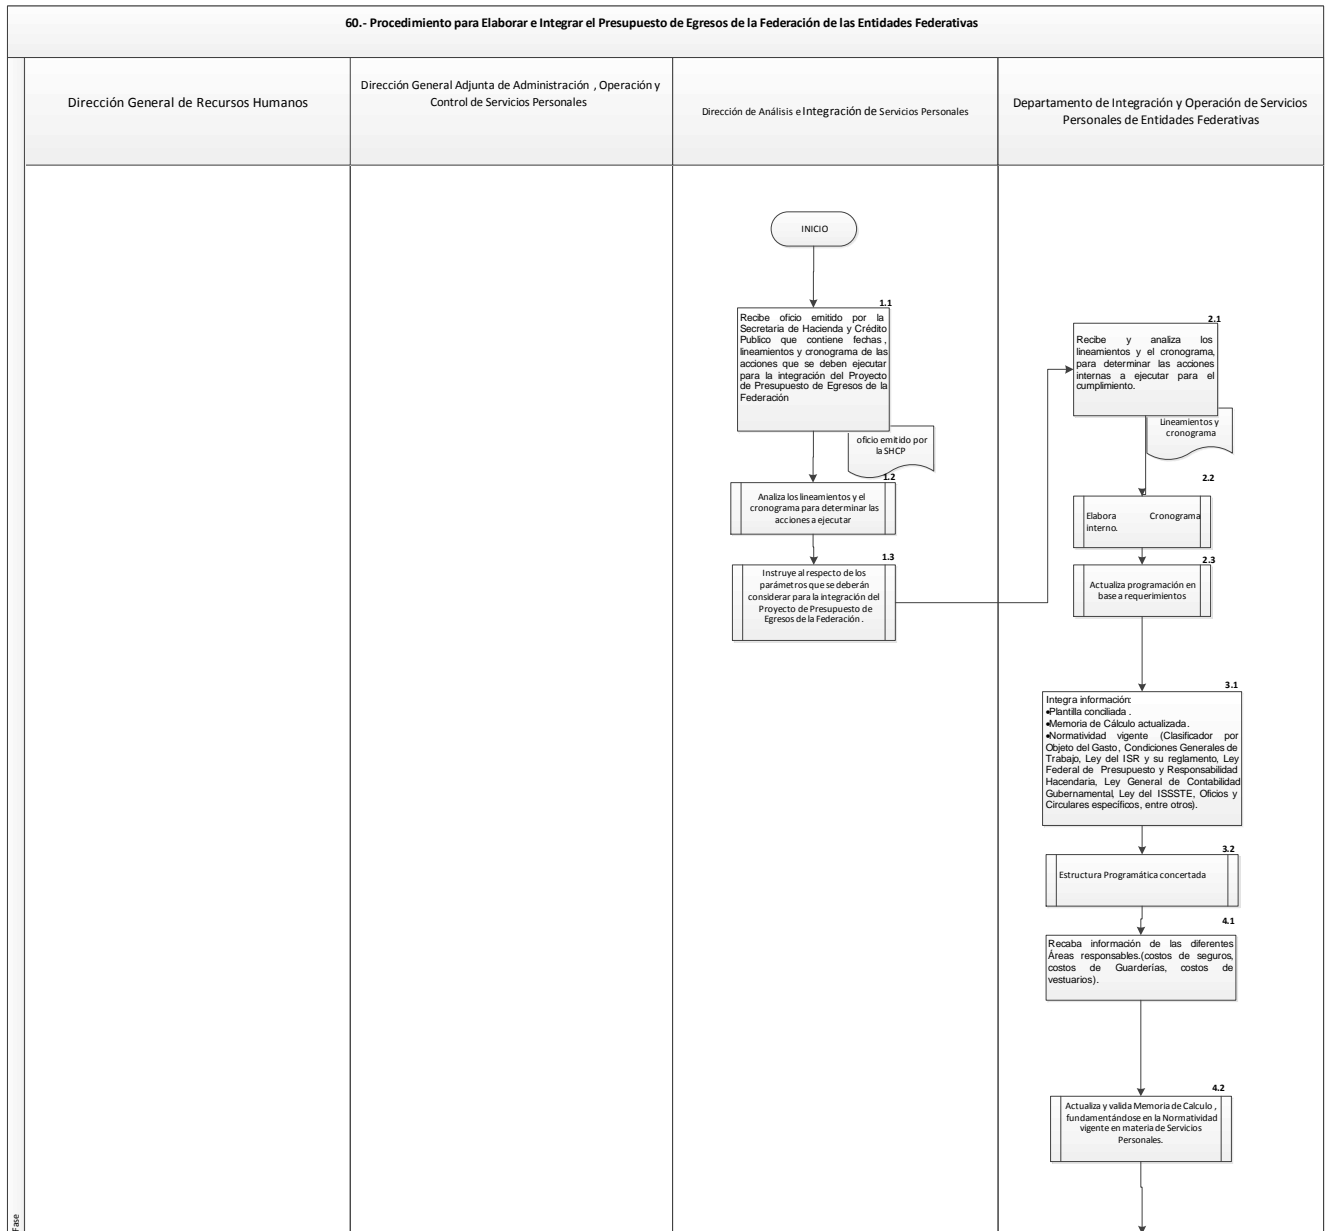 60.- Procedimiento para Elaborar e Integrar el Presupuesto de Egresos de la Federación de las Entidades Federativas
Dirección General de Recursos Humanos
Dirección General Adjunta de Administración , Operación y
Control de Servicios Personales
Dirección de Análisis e Integración de Servicios Personales
Departamento de Integración y Operación de Servicios
Personales de Entidades Federativas
INICIO
1.1
Recibe oficio emitido por la
Secretaria de Hacienda y Crédito
Publico que contiene fechas ,
lineamientos y cronograma de las
acciones que se deben ejecutar
para la integración del Proyecto
de Presupuesto de Egresos de la
Federación
oficio emitido por
la SHCP
1.2
Analiza los lineamientos y el
cronograma para determinar las
acciones a ejecutar
1.3
Instruye al respecto de los
parámetros que se deberán
considerar para la integración del
Proyecto de Presupuesto de
Egresos de la Federación .
2.1
Recibe y analiza los
lineamientos y el cronograma,
para determinar las acciones
internas a ejecutar para el
cumplimiento.
Lineamientos y
cronograma
2.2
Elabora Cronograma
interno.
2.3
Actualiza programación en
base a requerimientos
3.1
Integra información:
•Plantilla conciliada .
•Memoria de Cálculo actualizada .
•Normatividad vigente (Clasificador por
Objeto del Gasto , Condiciones Generales de
Trabajo, Ley del ISR y su reglamento, Ley
Federal de Presupuesto y Responsabilidad
Hacendaria, Ley General de Contabilidad
Gubernamental, Ley del ISSSTE, Oficios y
Circulares específicos, entre otros).
3.2
Estructura Programática concertada
4.1
Recaba información de las diferentes
Áreas responsables.(costos de seguros,
costos de Guarderías, costos de
vestuarios).
4.2
Actualiza y valida Memoria de Calculo ,
fundamentándose en la Normatividad
vigente en materia de Servicios
Personales.
Fase